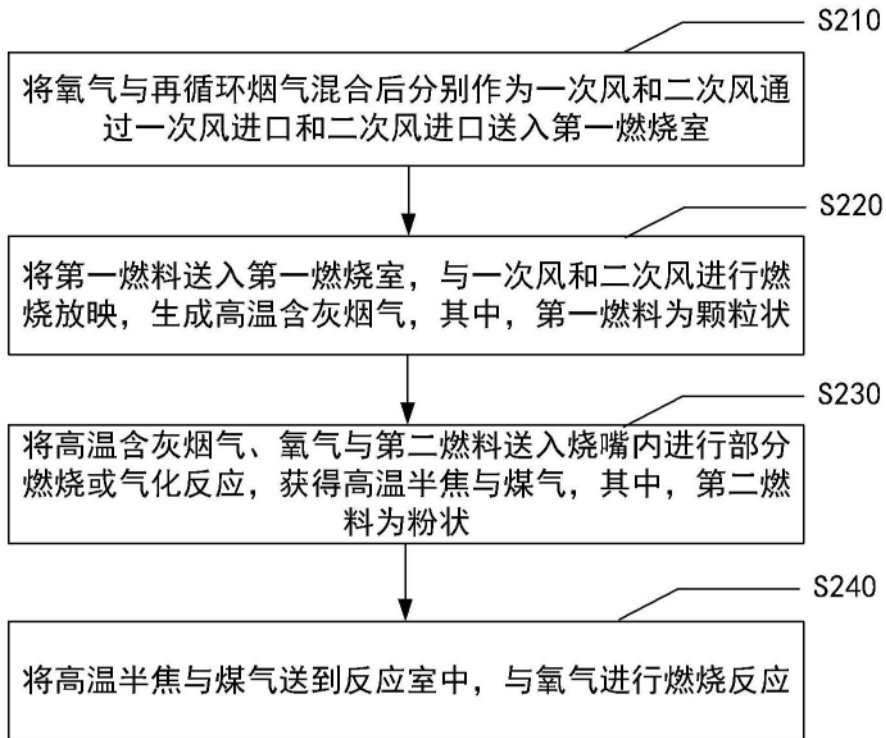 S210
将氧气与再循环烟气混合后分别作为一次风和二次风通
过一次风进口和二次风进口送入第一燃烧室
S220
将第一燃料送入第一燃烧室，与一次风和二次风进行燃
烧放映，生成高温含灰烟气，其中，第一燃料为颗粒状
S230
将高温含灰烟气、氧气与第二燃料送入烧嘴内进行部分
燃烧或气化反应，获得高温半焦与煤气，其中，第二燃
料为粉状
S240
将高温半焦与煤气送到反应室中，与氧气进行燃烧反应